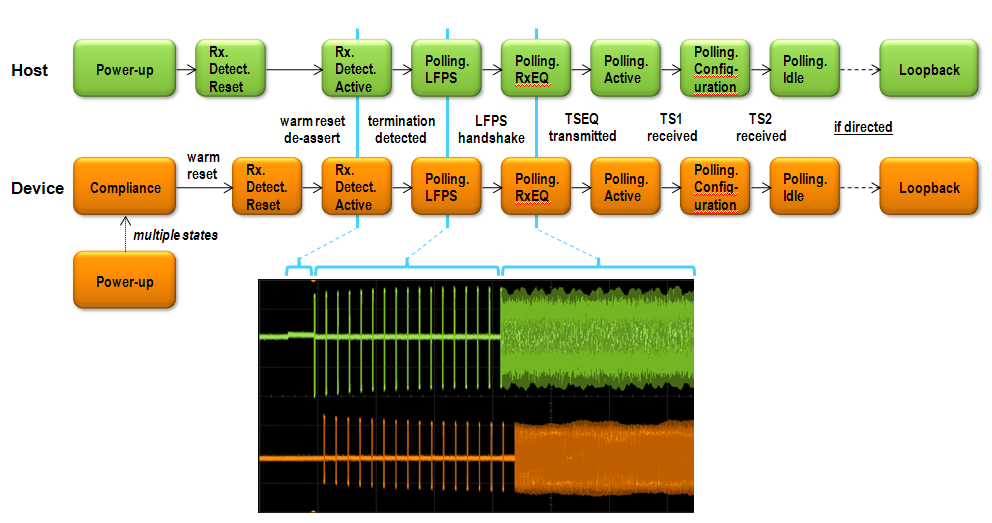 Host
Power-up
Rx.
Detect.
Reset
Rx.
Detect.
Active
Polling.
LFPS
Polling.
RxEQ
Polling.
Active
Polling.
Config-
uration
Polling.
Idle
Loopback
warm reset
de-assert
termination
detected
LFPS
handshake
TSEQ
transmitted
TS1
received
TS2
received
if directed
Device
Compliance
warm
reset
Rx.
Detect.
Reset
Rx.
Detect.
Active
Polling.
LFPS
Polling.
RxEQ
Polling.
Active
Polling.
Config-
uration
Polling.
Idle
Loopback
multiple states
Power-up